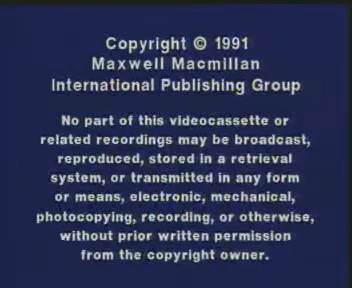 Copyright © 1991
Maxwell Macmillan
International Publishing Group
No part of this videocassette or
related recordings may be broadcast,
reproduced, stored in a retrieval
system, or transmitted in any form
or means, electronic, mechanical,
photocopying, recording, or otherwise,
without prior written permission
from the copyright owner.